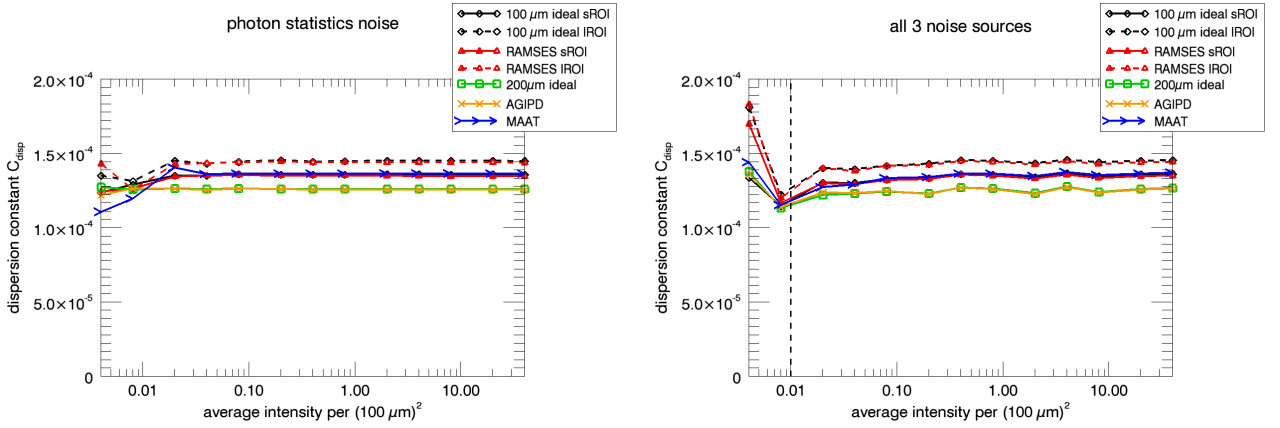 photon statistics noise
100 μm ideal sROI
100 μm ideal lROI
RAMSES sROI
RAMSES lROI
200μm ideal
AGIPD
MAAT
2.0×10⁻⁴
1.5×10⁻⁴
1.0×10⁻⁴
5.0×10⁻⁵
0
dispersion constant C_disp
0.01 0.10 1.00 10.00
average intensity per (100 μm)²
all 3 noise sources
100 μm ideal sROI
100 μm ideal lROI
RAMSES sROI
RAMSES lROI
200μm ideal
AGIPD
MAAT
2.0×10⁻⁴
1.5×10⁻⁴
1.0×10⁻⁴
5.0×10⁻⁵
0
dispersion constant C_disp
0.01 0.10 1.00 10.00
average intensity per (100 μm)²